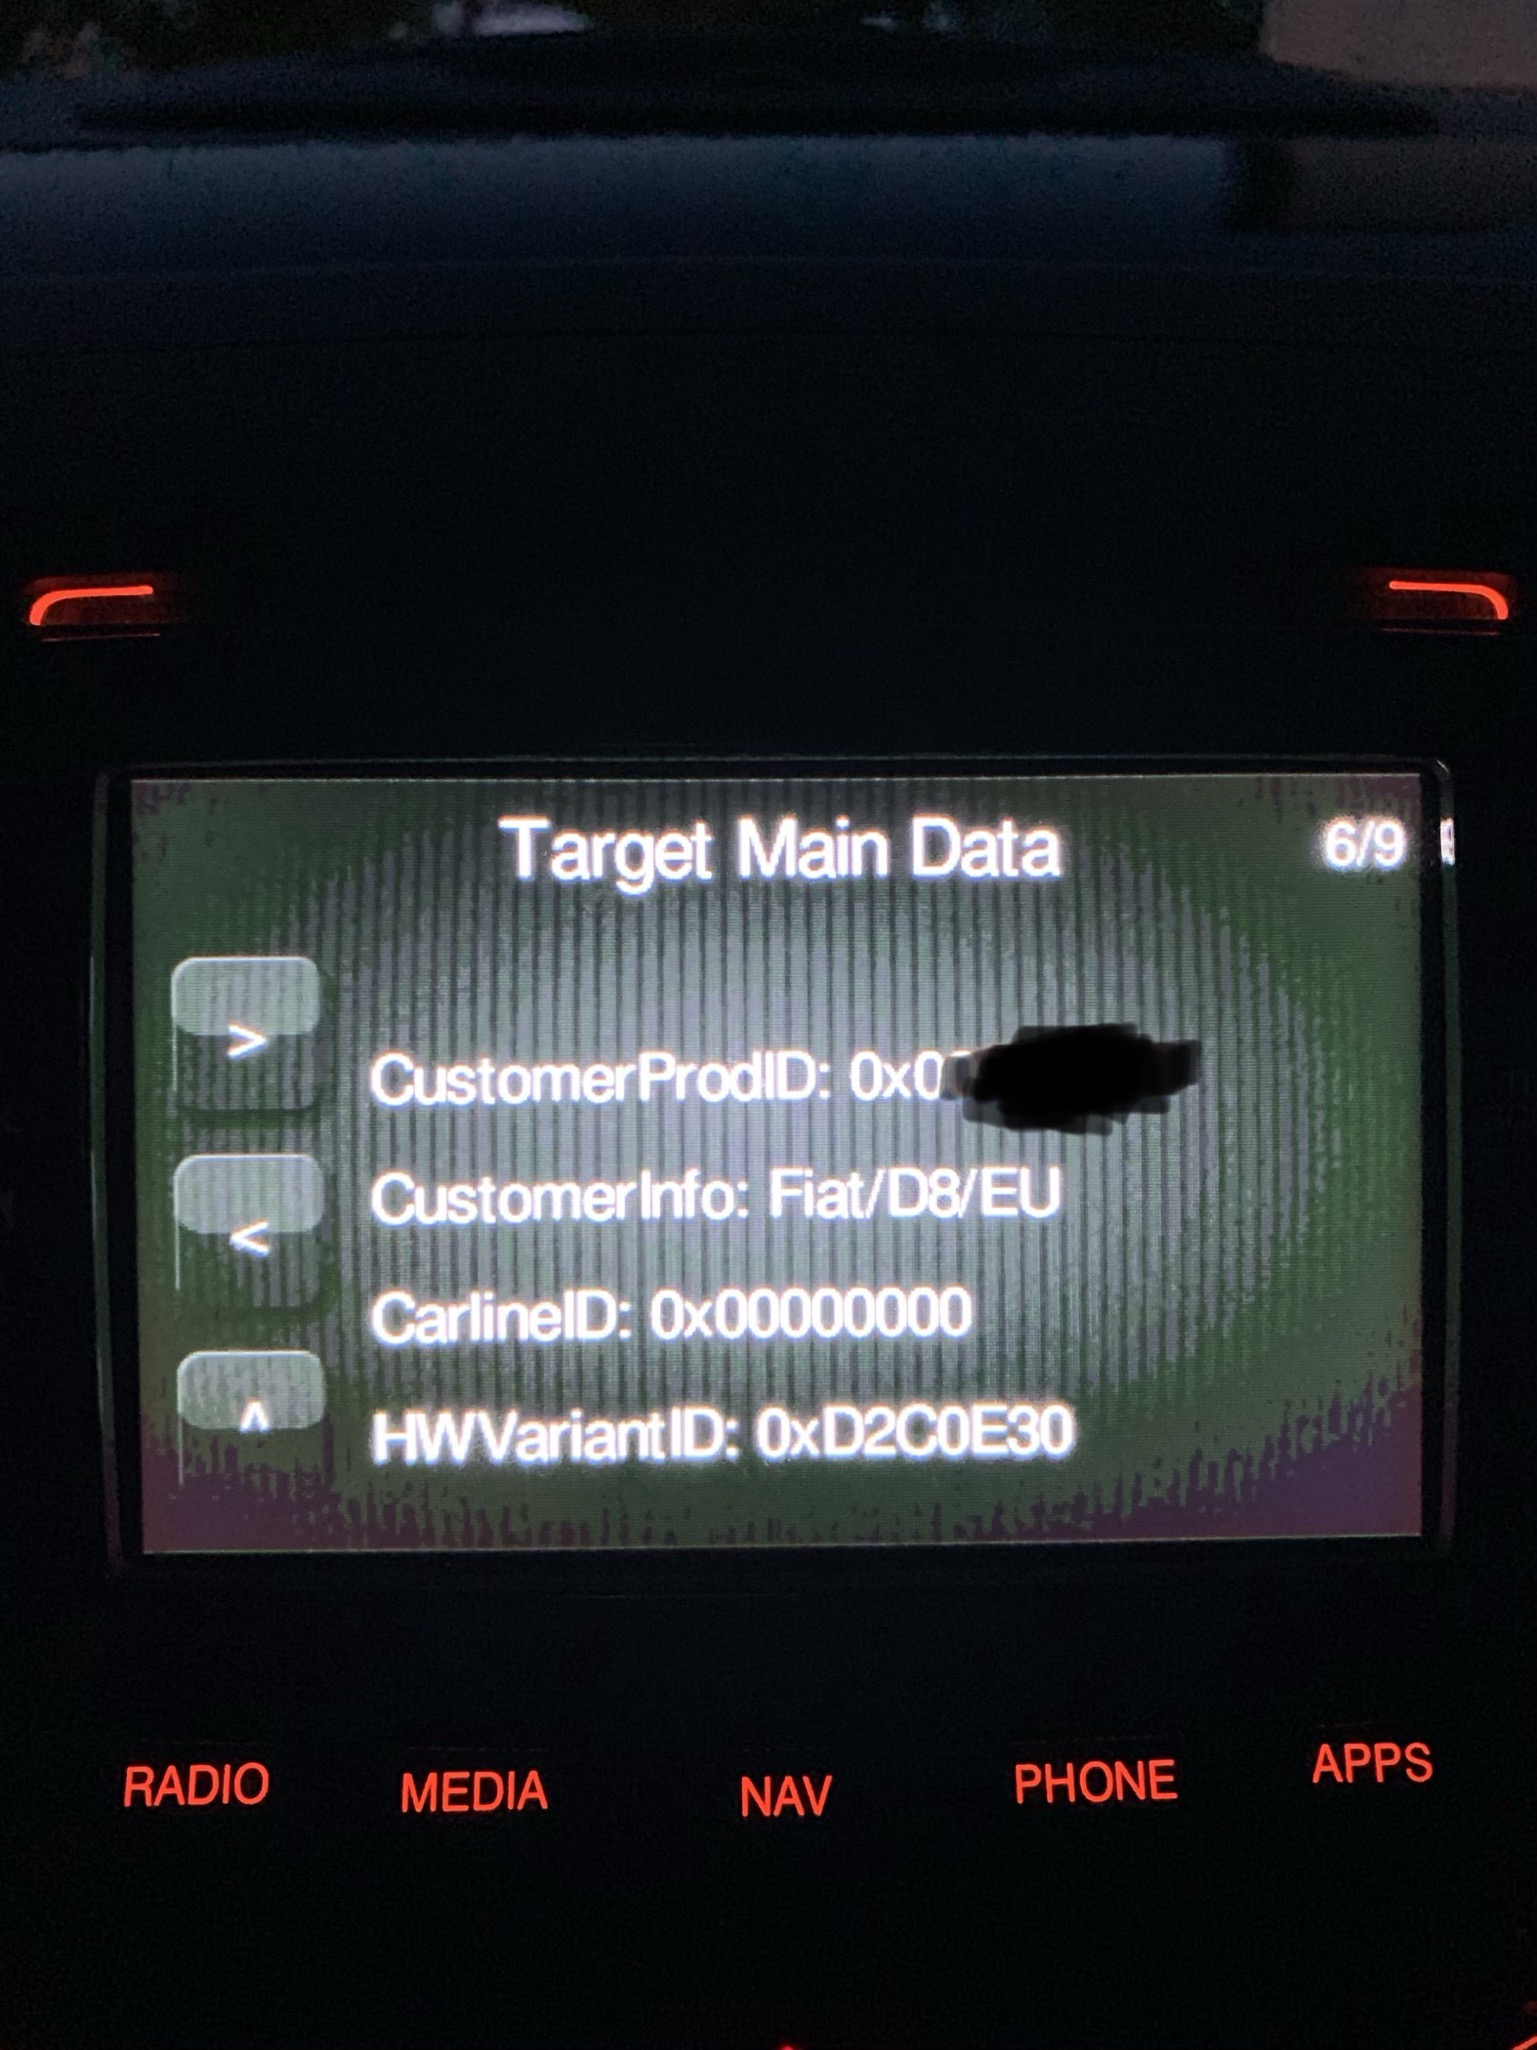 Target Main Data 6/9
>
CustomerProdID: 0x0
<
CustomerInfo: Fiat/D8/EU
CarlineID: 0x00000000
^
HWVariantID: 0xD2C0E30
RADIO MEDIA NAV PHONE APPS